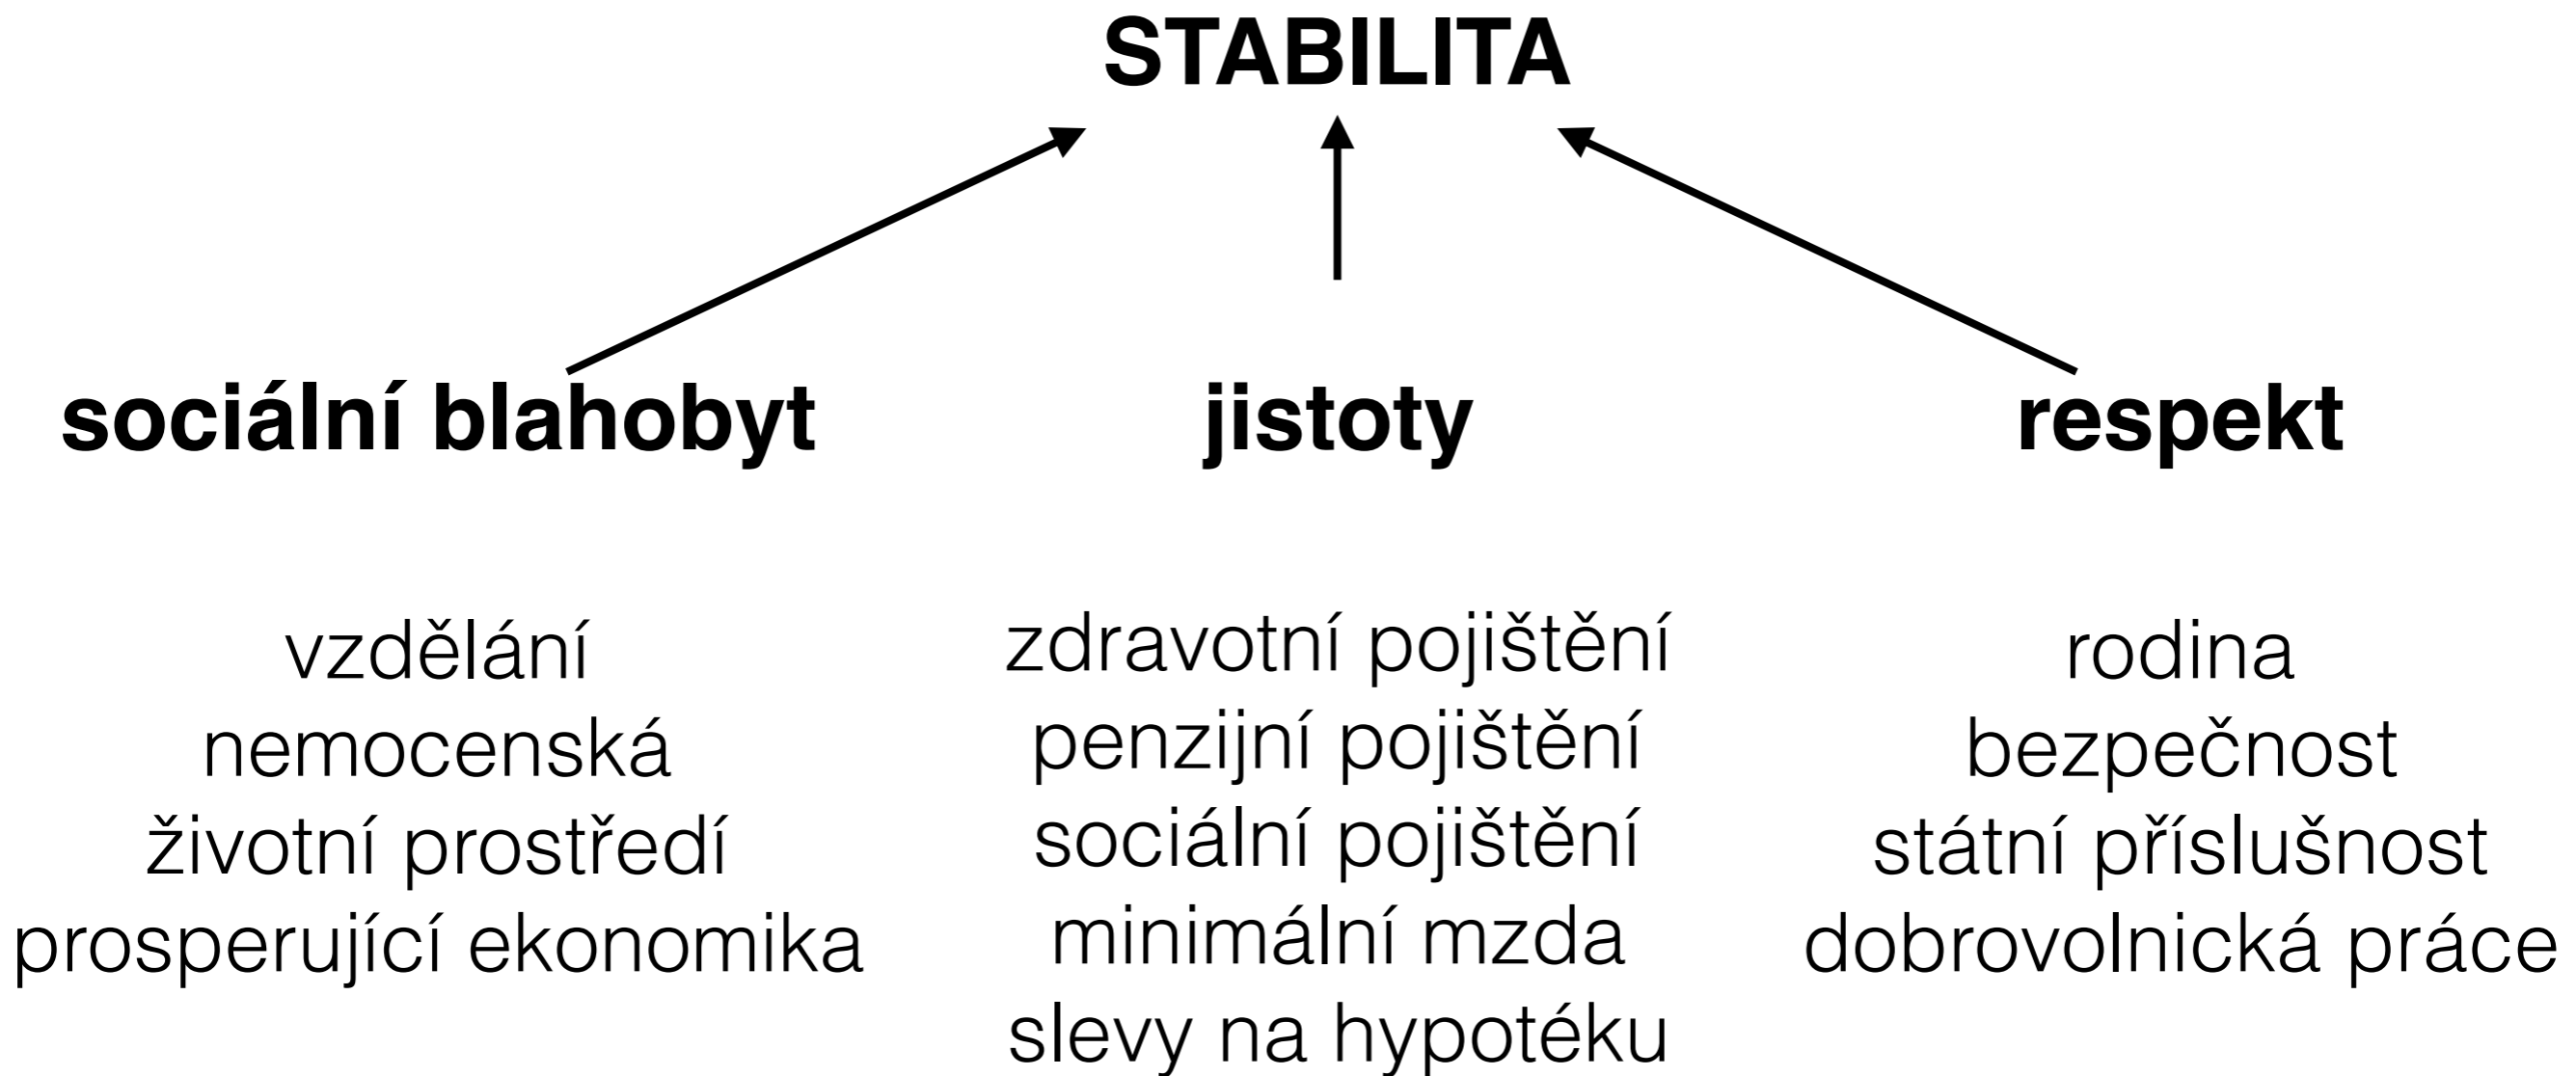 STABILITA
sociální blahobyt
jistoty
respekt
vzdělání
nemocenská
životní prostředí
prosperující ekonomika
zdravotní pojištění
penzijní pojištění
sociální pojištění
minimální mzda
slevy na hypotéku
rodina
bezpečnost
státní příslušnost
dobrovolnická práce